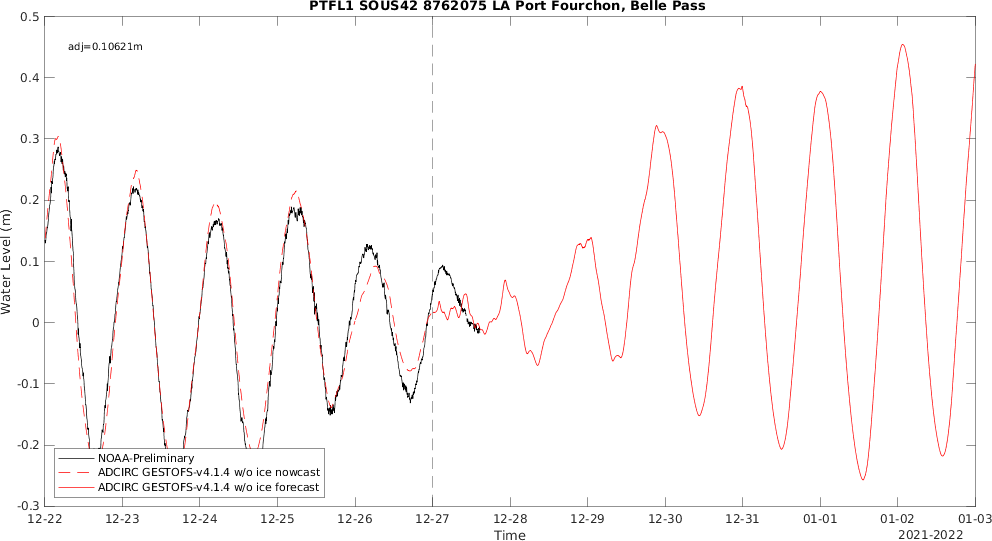 PTFL1 SOUS42 8762075 LA Port Fourchon, Belle Pass
0.5
adj=0.10621m
0.4
0.3
0.2
0.1
0
-0.1
-0.2
-0.3
Water Level (m)
NOAA-Preliminary
ADCIRC GESTOFS-v4.1.4 w/o ice nowcast
ADCIRC GESTOFS-v4.1.4 w/o ice forecast
12-22 12-23 12-24 12-25 12-26 12-27 12-28 12-29 12-30 12-31 01-01 01-02 01-03
Time
2021-2022